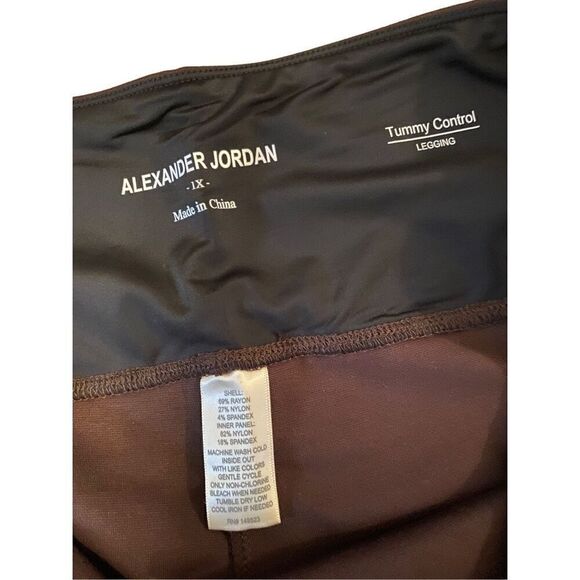 ALEXANDER JORDAN
- 1X -
Made in China
Tummy Control
LEGGING
SHELL:
69% RAYON
27% NYLON
4% SPANDEX
INNER PANEL:
82% NYLON
18% SPANDEX
MACHINE WASH COLD
INSIDE OUT
WITH LIKE COLORS
GENTLE CYCLE
ONLY NON-CHLORINE
BLEACH WHEN NEEDED
TUMBLE DRY LOW
COOL IRON IF NEEDED
RN# 149523